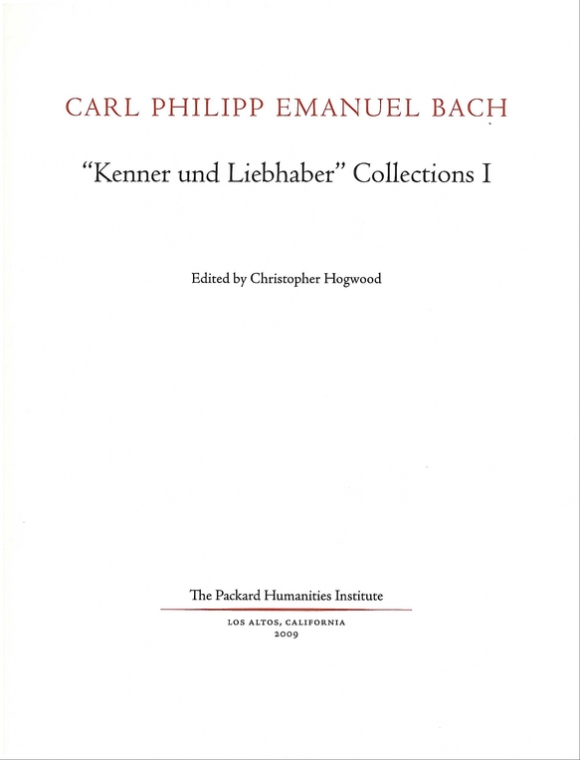 CARL PHILIPP EMANUEL BACH
“Kenner und Liebhaber” Collections I
Edited by Christopher Hogwood
The Packard Humanities Institute
LOS ALTOS, CALIFORNIA
2009